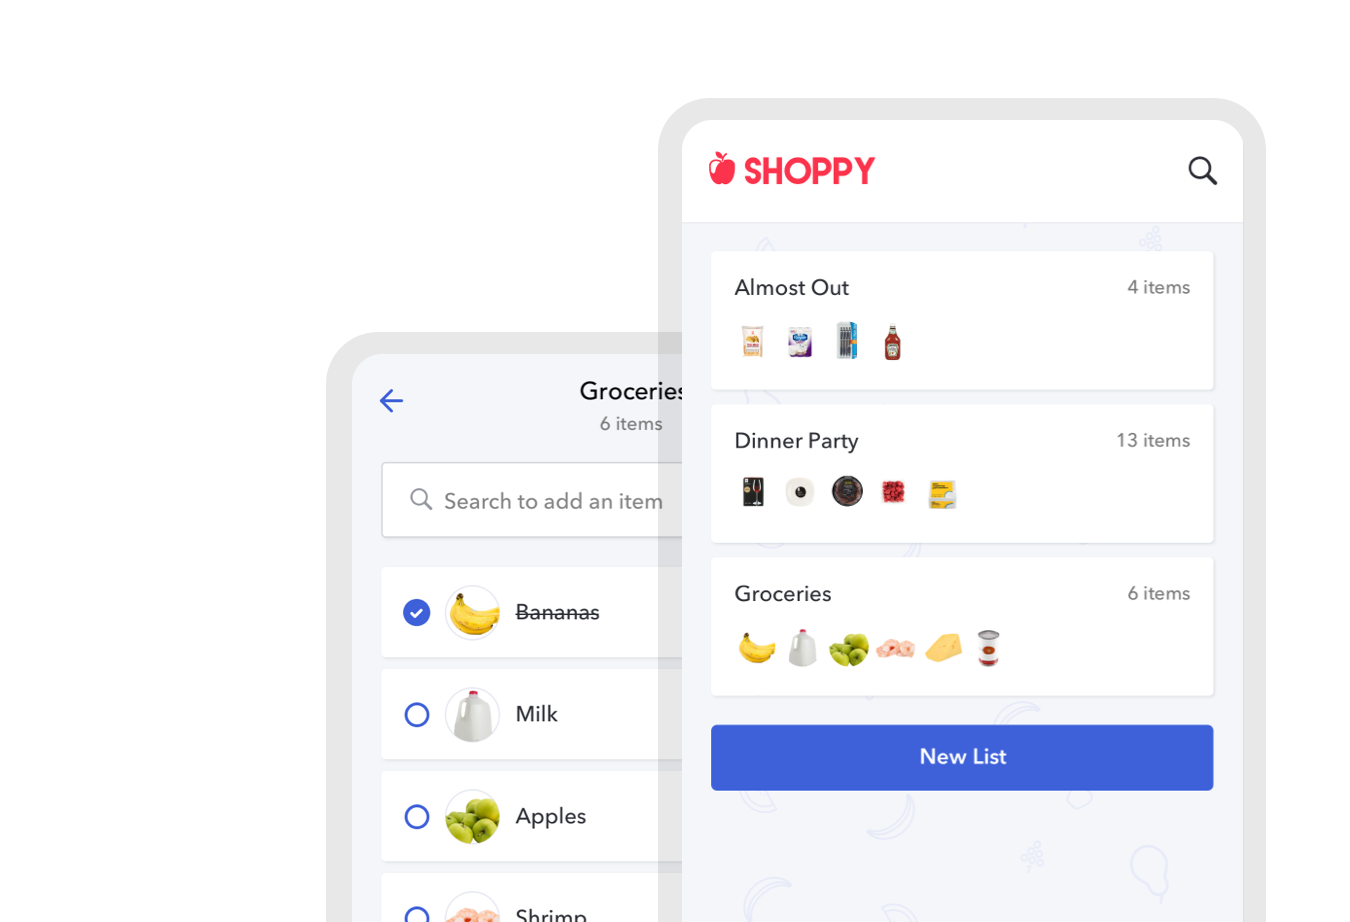 SHOPPY
Almost Out
4 items
Dinner Party
13 items
Groceries
6 items
New List
Groceries
6 items
Search to add an item
Bananas
Milk
Apples
Shrimp